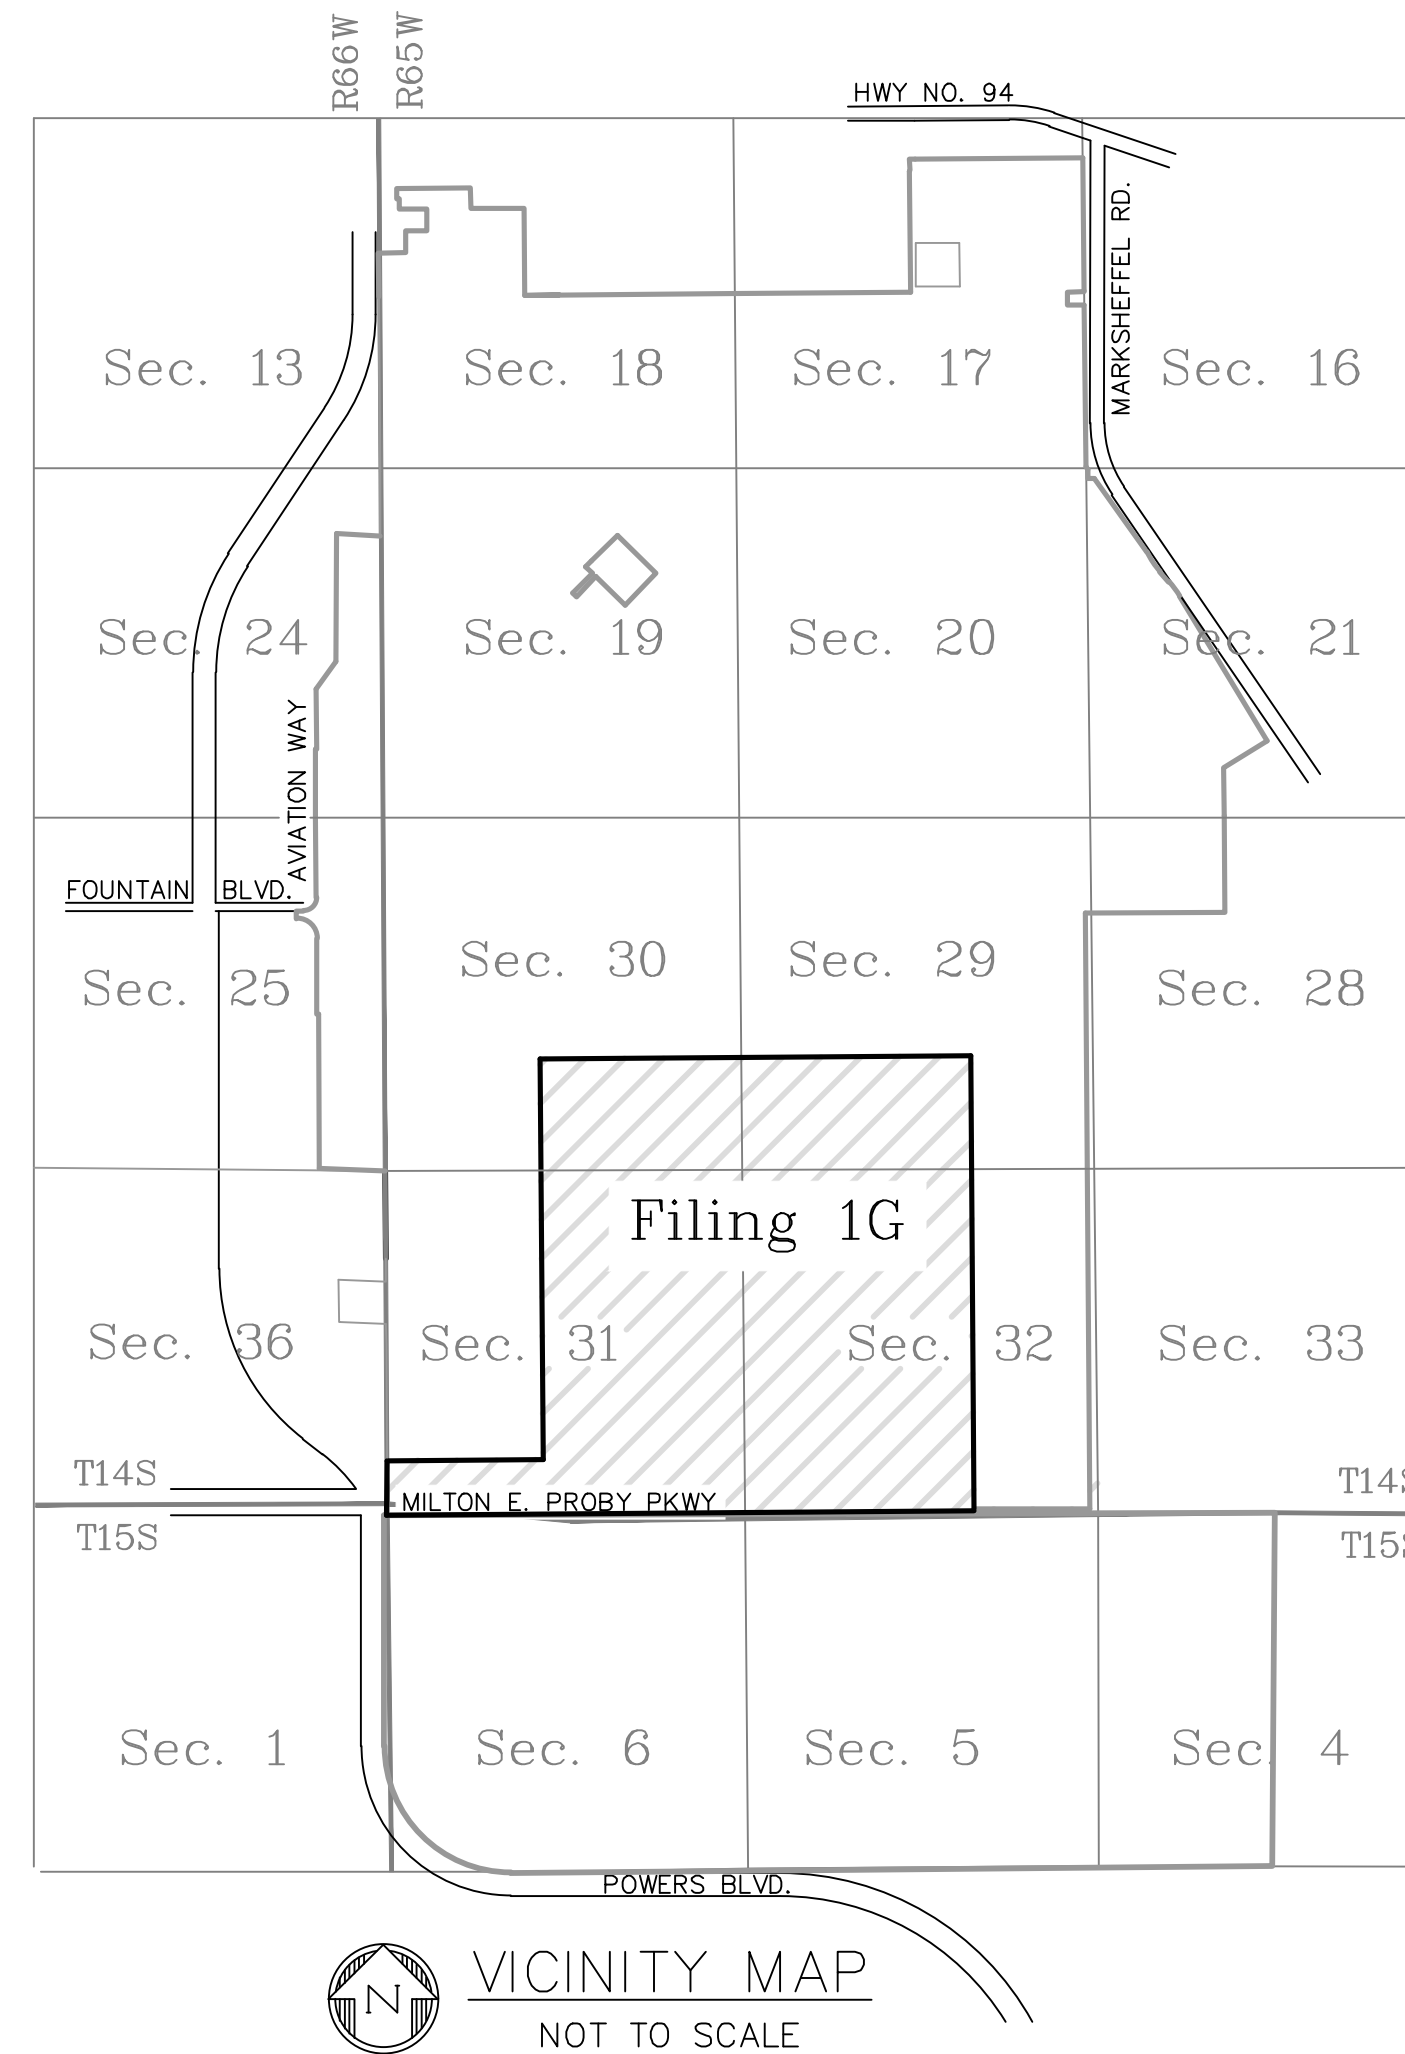 R66W
R65W
HWY NO. 94
MARKSHEFFEL RD.
Sec. 13
Sec. 18
Sec. 17
Sec. 16
Sec. 24
Sec. 19
Sec. 20
Sec. 21
AVIATION WAY
FOUNTAIN BLVD.
Sec. 25
Sec. 30
Sec. 29
Sec. 28
Filing 1G
Sec. 36
Sec. 31
Sec. 32
Sec. 33
T14S
T14S
MILTON E. PROBY PKWY
T15S
T15S
Sec. 1
Sec. 6
Sec. 5
Sec. 4
POWERS BLVD.
N
VICINITY MAP
NOT TO SCALE